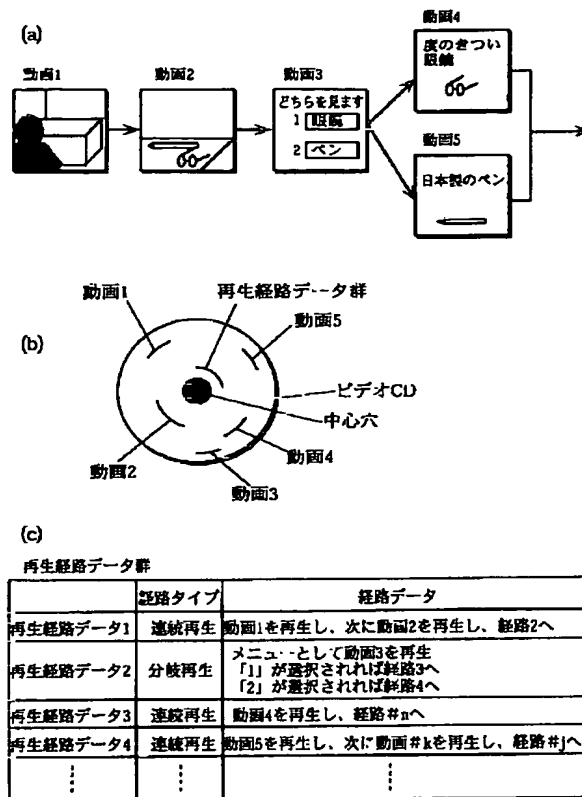 (a)
動画1
動画2
動画3
どちらを見ます
1 眼鏡
2 ペン
動画4
度のきつい
眼鏡
動画5
日本製のペン
(b)
動画1
再生経路データ群
動画5
ビデオCD
中心穴
動画4
動画3
動画2
(c)
再生経路データ群
経路タイプ 経路データ
再生経路データ1 連続再生 動画1を再生し、次に動画2を再生し、経路2へ
再生経路データ2 分岐再生 メニューとして動画3を再生
「1」が選択されれば経路3へ
「2」が選択されれば経路4へ
再生経路データ3 連続再生 動画4を再生し、経路#nへ
再生経路データ4 連続再生 動画5を再生し、次に動画#kを再生し、経路#jへ